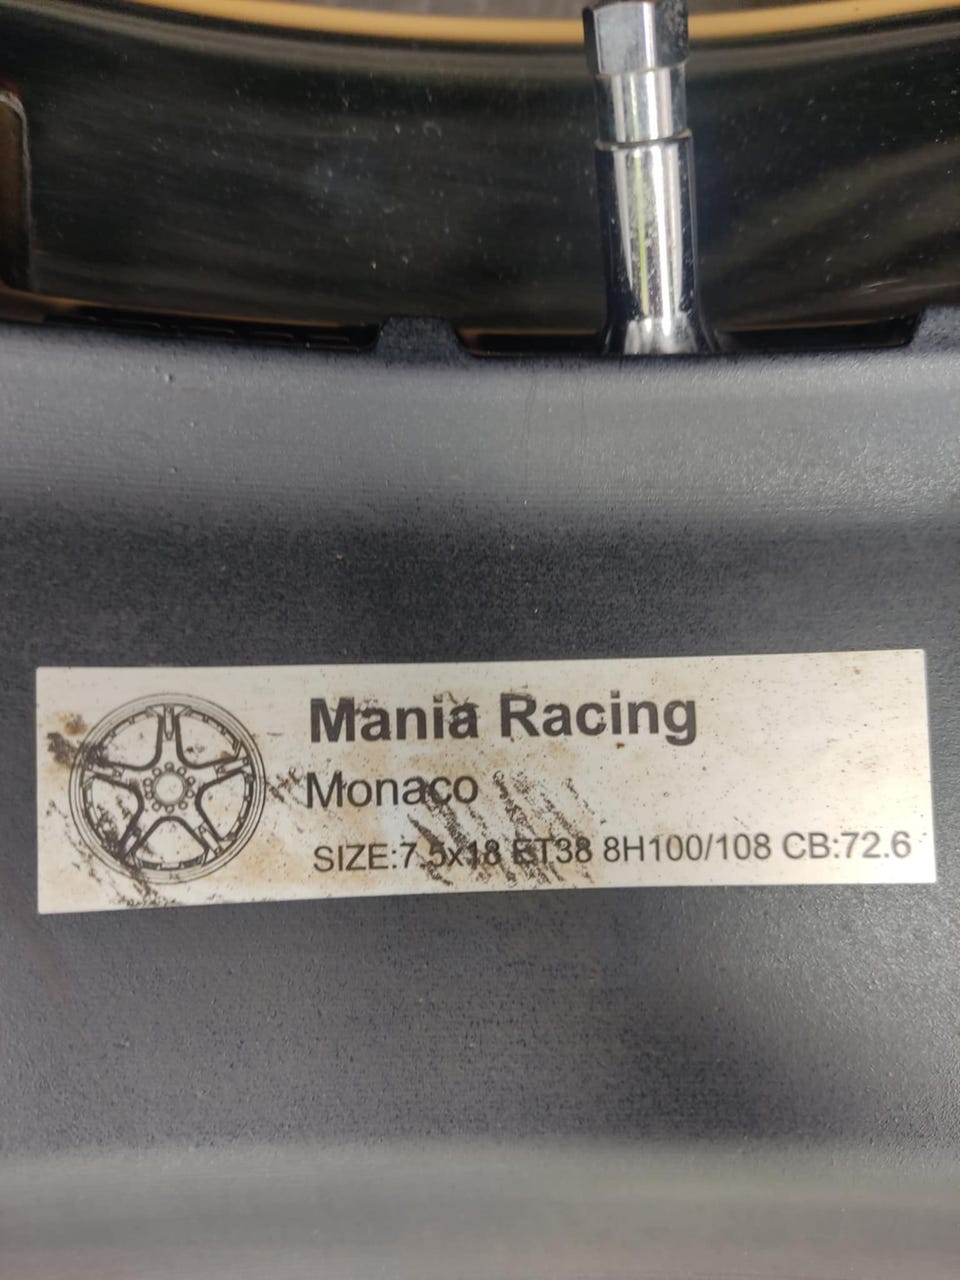 Mania Racing
Monaco
SIZE:7.5x18 ET38 8H100/108 CB:72.6